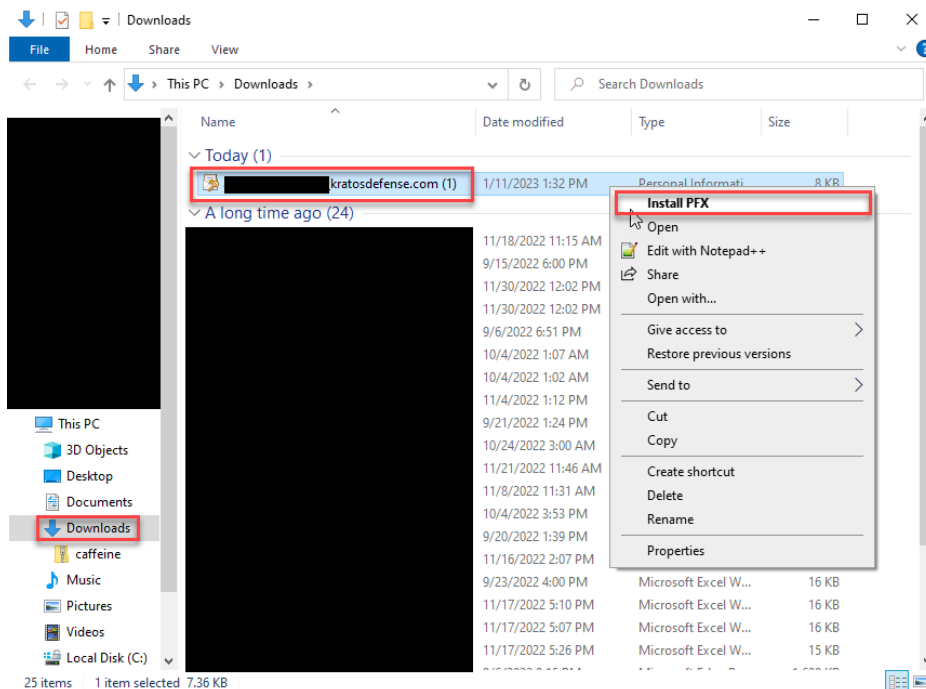 Downloads
File Home Share View
This PC Downloads Search Downloads
Name Date modified Type Size
Today (1)
.kratosdefense.com (1) 1/11/2023 1:32 PM Personal Informati... 8 KB
A long time ago (24)
Install PFX
Open
Edit with Notepad++
Share
Open with...
Give access to
Restore previous versions
Send to
Cut
Copy
Create shortcut
Delete
Rename
Properties
11/18/2022 11:15 AM
9/15/2022 6:00 PM
11/30/2022 12:02 PM
11/30/2022 12:02 PM
9/6/2022 6:51 PM
10/4/2022 1:07 AM
10/4/2022 1:02 AM
11/4/2022 1:12 PM
9/21/2022 1:24 PM
10/24/2022 3:00 AM
11/21/2022 11:46 AM
11/8/2022 11:31 AM
10/4/2022 3:53 PM
9/20/2022 1:39 PM
11/16/2022 2:07 PM
9/23/2022 4:00 PM Microsoft Excel W... 16 KB
11/17/2022 5:10 PM Microsoft Excel W... 16 KB
11/17/2022 5:07 PM Microsoft Excel W... 16 KB
11/17/2022 5:26 PM Microsoft Excel W... 15 KB
This PC
3D Objects
Desktop
Documents
Downloads
caffeine
Music
Pictures
Videos
Local Disk (C:)
25 items 1 item selected 7.36 KB